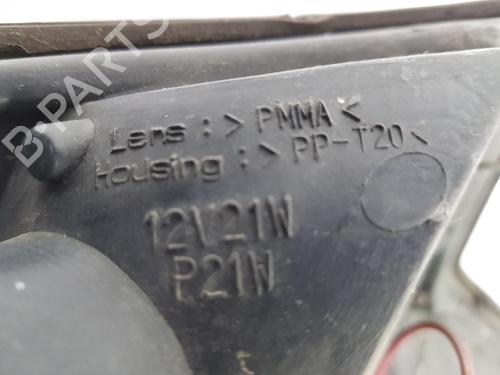 B-PARTS
Lens : >PMMA<
Housing : >PP-T20<
12V21W
P21W